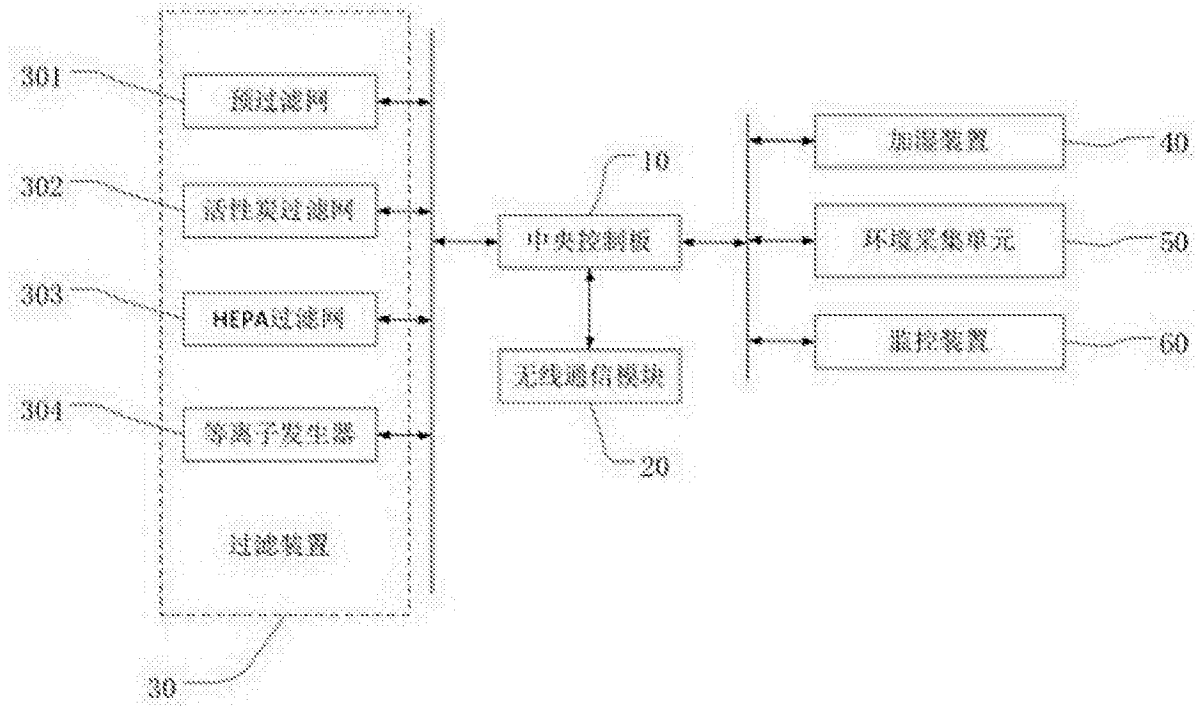 301
预过滤网
302
活性炭过滤网
303
HEPA过滤网
304
等离子发生器
过滤装置
30
10
中央控制板
无线通信模块
20
加湿装置
40
环境采集单元
50
监控装置
60